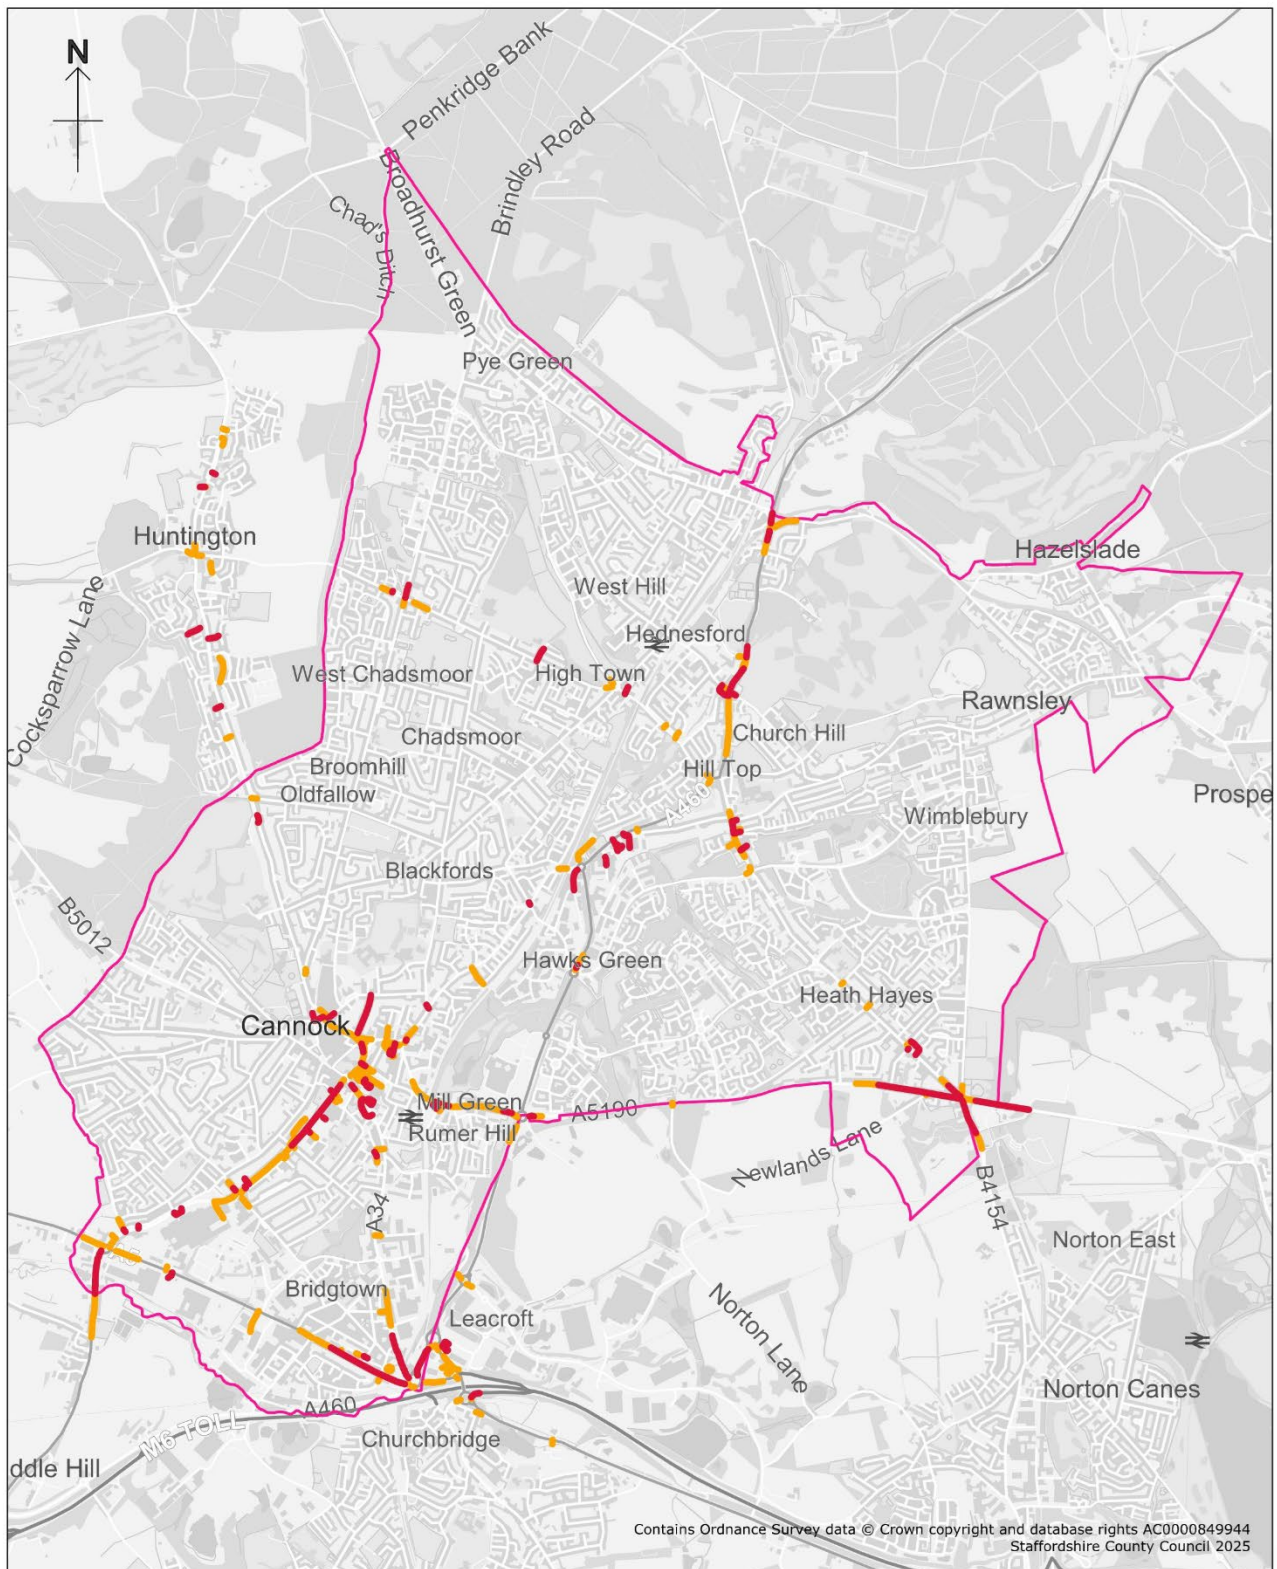 N
Penkridge Bank
Brindley Road
Broadhurst Green
Chad's Ditch
Pye Green
Huntington
Hazelslade
West Hill
Cocksparrow Lane
Hednesford
West Chadsmoor
High Town
Rawnsley
Chadsmoor
Church Hill
Broomhill
Hill Top
Oldfallow
A460
Prospe
Wimblebury
Blackfords
B5012
Hawks Green
Heath Hayes
Cannock
Mill Green
A5190
Rumer Hill
Newlands Lane
B4154
A34
Norton East
Bridgtown
Leacroft
Norton Lane
Norton Canes
A460
M6 TOLL
Churchbridge
ddle Hill
Contains Ordnance Survey data © Crown copyright and database rights AC0000849944
Staffordshire County Council 2025